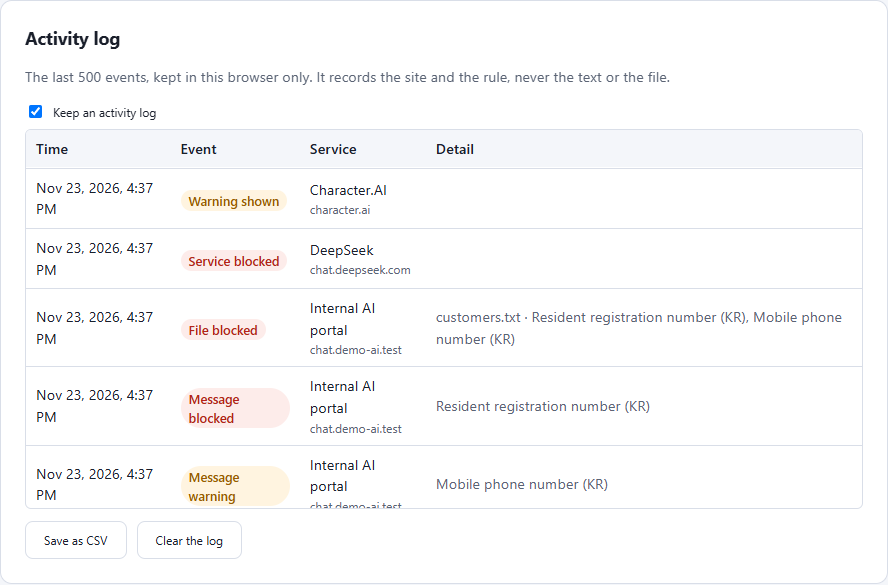 Activity log
The last 500 events, kept in this browser only. It records the site and the rule, never the text or the file.
Keep an activity log
Time Event Service Detail
Nov 23, 2026, 4:37 PM
Warning shown
Character.AI
character.ai
Nov 23, 2026, 4:37 PM
Service blocked
DeepSeek
chat.deepseek.com
Nov 23, 2026, 4:37 PM
File blocked
Internal AI portal
chat.demo-ai.test
customers.txt · Resident registration number (KR), Mobile phone number (KR)
Nov 23, 2026, 4:37 PM
Message blocked
Internal AI portal
chat.demo-ai.test
Resident registration number (KR)
Nov 23, 2026, 4:37 PM
Message warning
Internal AI portal
chat.demo-ai.test
Mobile phone number (KR)
Save as CSV
Clear the log